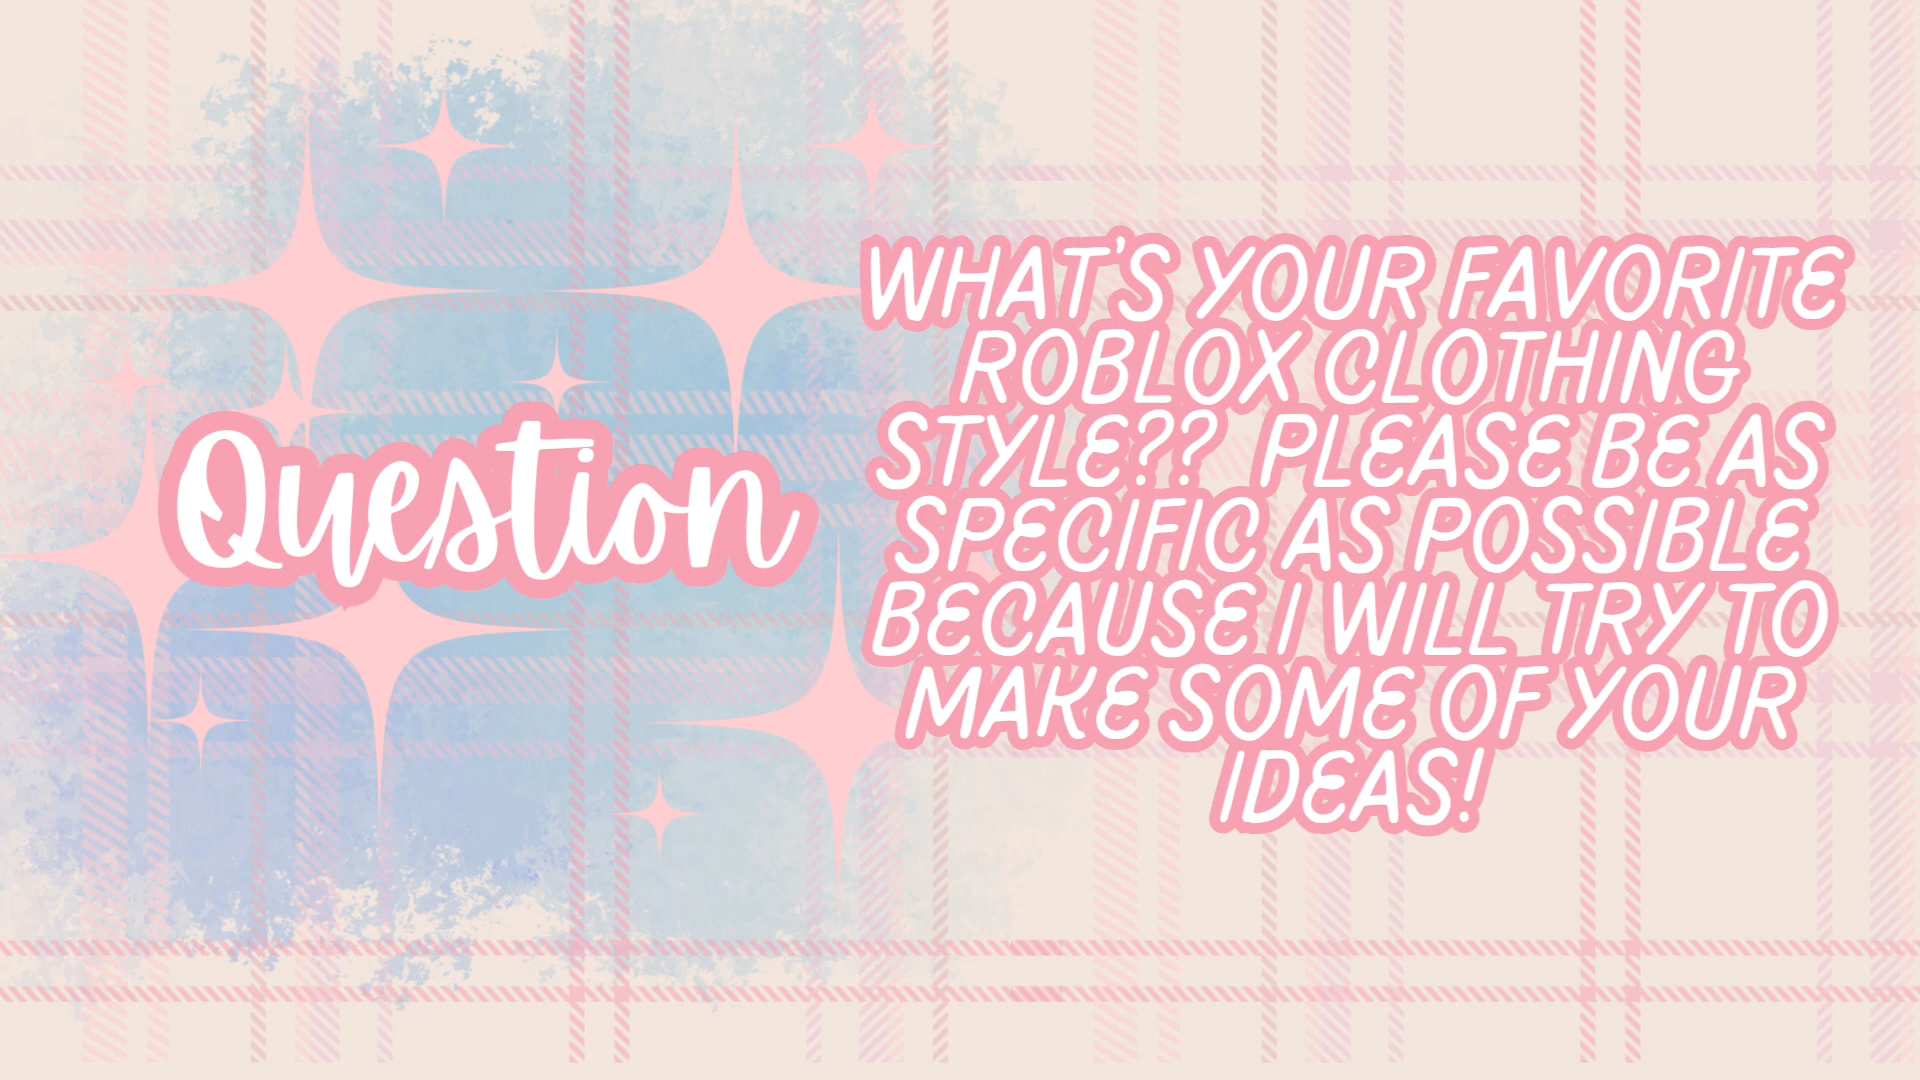 Question
WHAT'S YOUR FAVORITE
ROBLOX CLOTHING
STYLE?? PLEASE BE AS
SPECIFIC AS POSSIBLE
BECAUSE I WILL TRY TO
MAKE SOME OF YOUR
IDEAS!